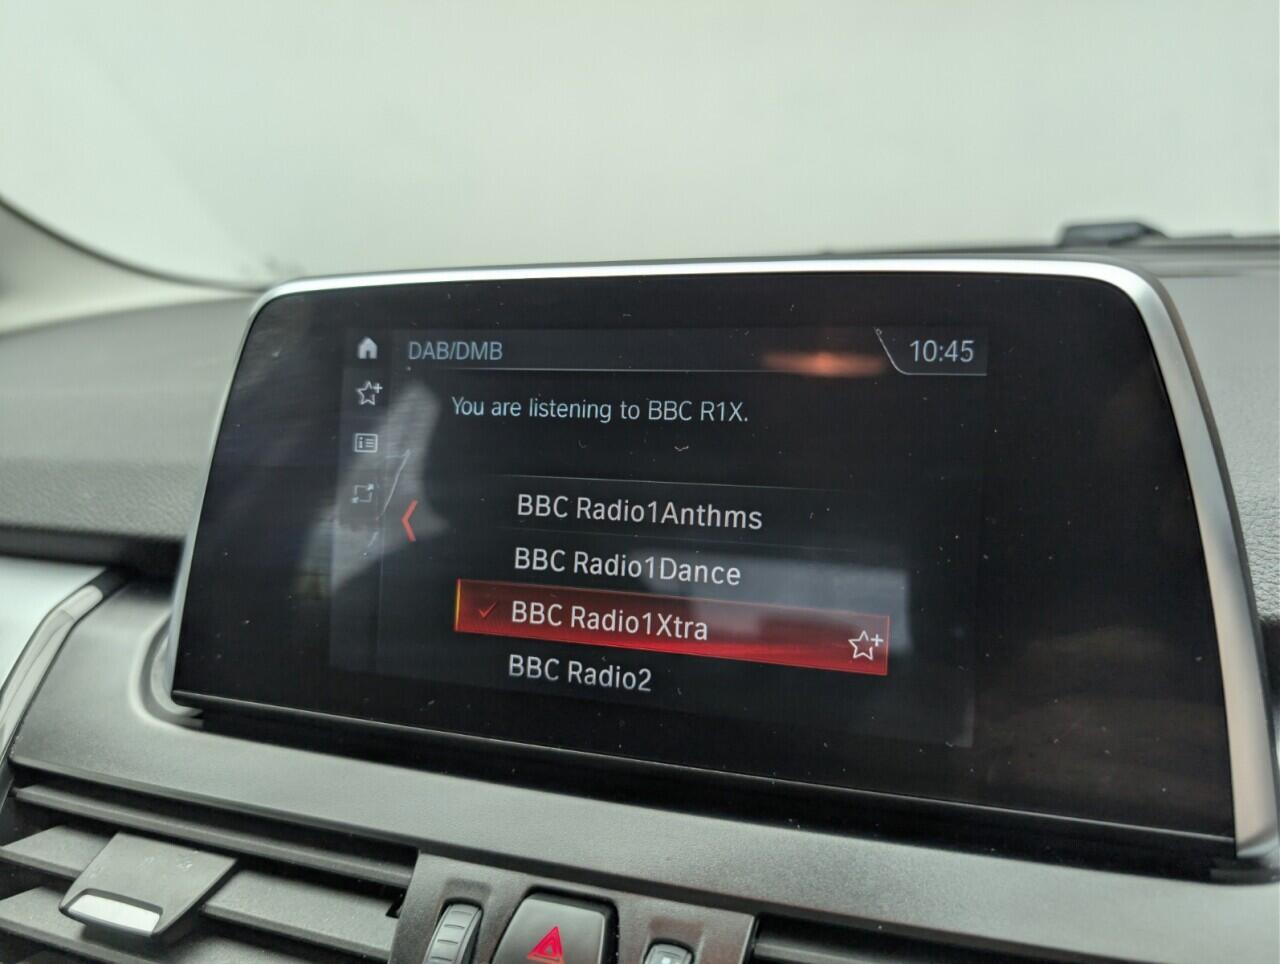 DAB/DMB 10:45
You are listening to BBC R1X.
BBC Radio1Anthms
BBC Radio1Dance
BBC Radio1Xtra
BBC Radio2